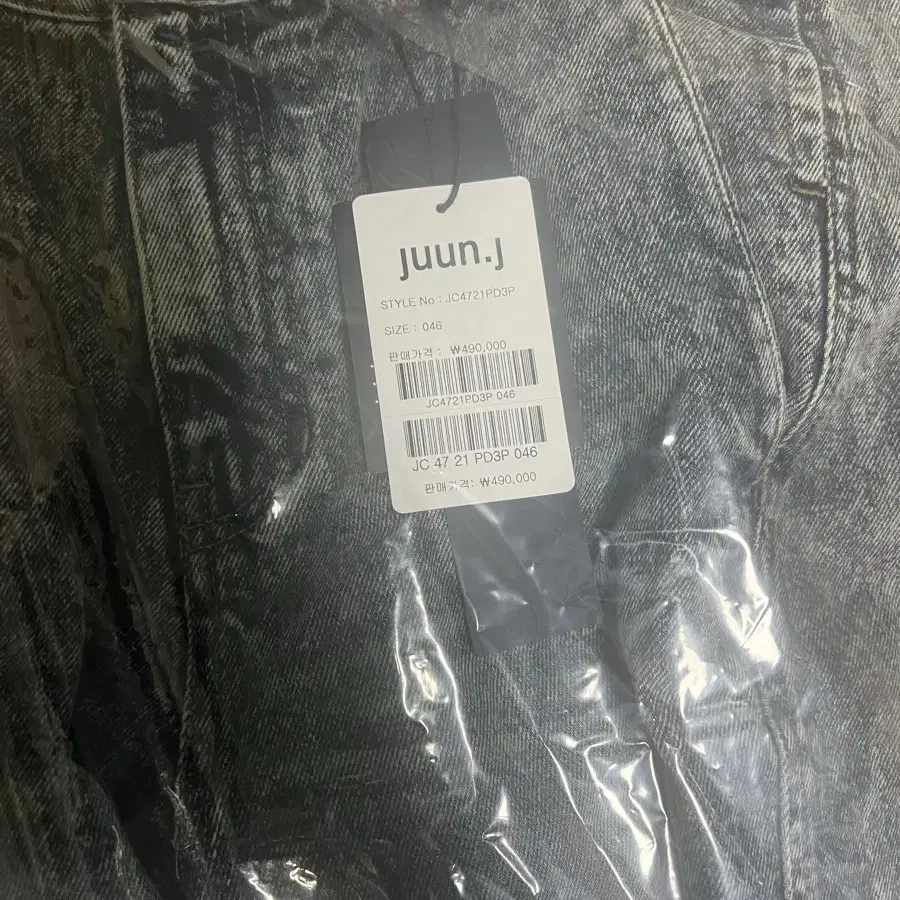 juun.j
STYLE No : JC4721PD3P
SIZE : 046
판매가격 : ₩490,000
JC4721PD3P 046
JC 47 21 PD3P 046
판매가격: ₩490,000